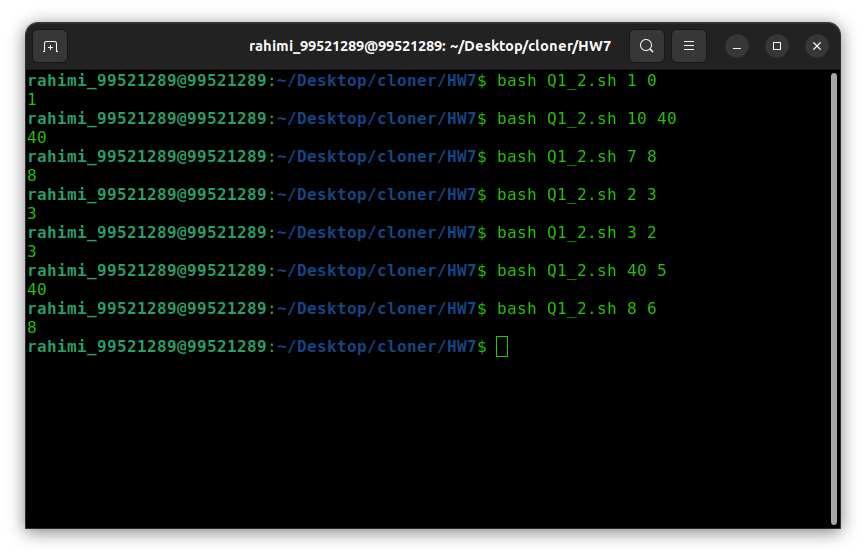 rahimi_99521289@99521289: ~/Desktop/cloner/HW7
rahimi_99521289@99521289:~/Desktop/cloner/HW7$ bash Q1_2.sh 1 0
1
rahimi_99521289@99521289:~/Desktop/cloner/HW7$ bash Q1_2.sh 10 40
40
rahimi_99521289@99521289:~/Desktop/cloner/HW7$ bash Q1_2.sh 7 8
8
rahimi_99521289@99521289:~/Desktop/cloner/HW7$ bash Q1_2.sh 2 3
3
rahimi_99521289@99521289:~/Desktop/cloner/HW7$ bash Q1_2.sh 3 2
3
rahimi_99521289@99521289:~/Desktop/cloner/HW7$ bash Q1_2.sh 40 5
40
rahimi_99521289@99521289:~/Desktop/cloner/HW7$ bash Q1_2.sh 8 6
8
rahimi_99521289@99521289:~/Desktop/cloner/HW7$